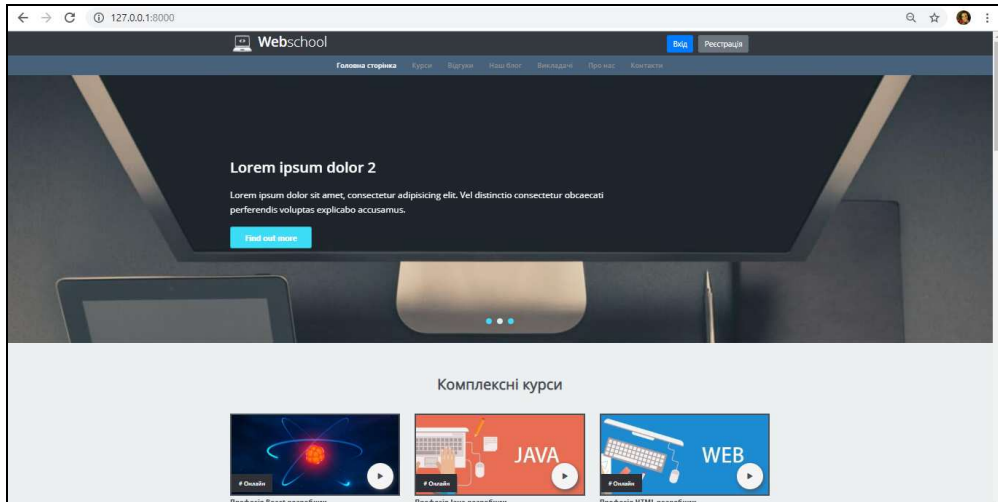 127.0.0.1:8000
Webschool
Вхід
Реєстрація
Головна сторінка Курси Відгуки Наш блог Викладачі Про нас Контакти
Lorem ipsum dolor 2
Lorem ipsum dolor sit amet, consectetur adipisicing elit. Vel distinctio consectetur obcaecati
perferendis voluptas explicabo accusamus.
Find out more
Комплексні курси
JAVA
WEB
# Онлайн
# Онлайн
# Онлайн